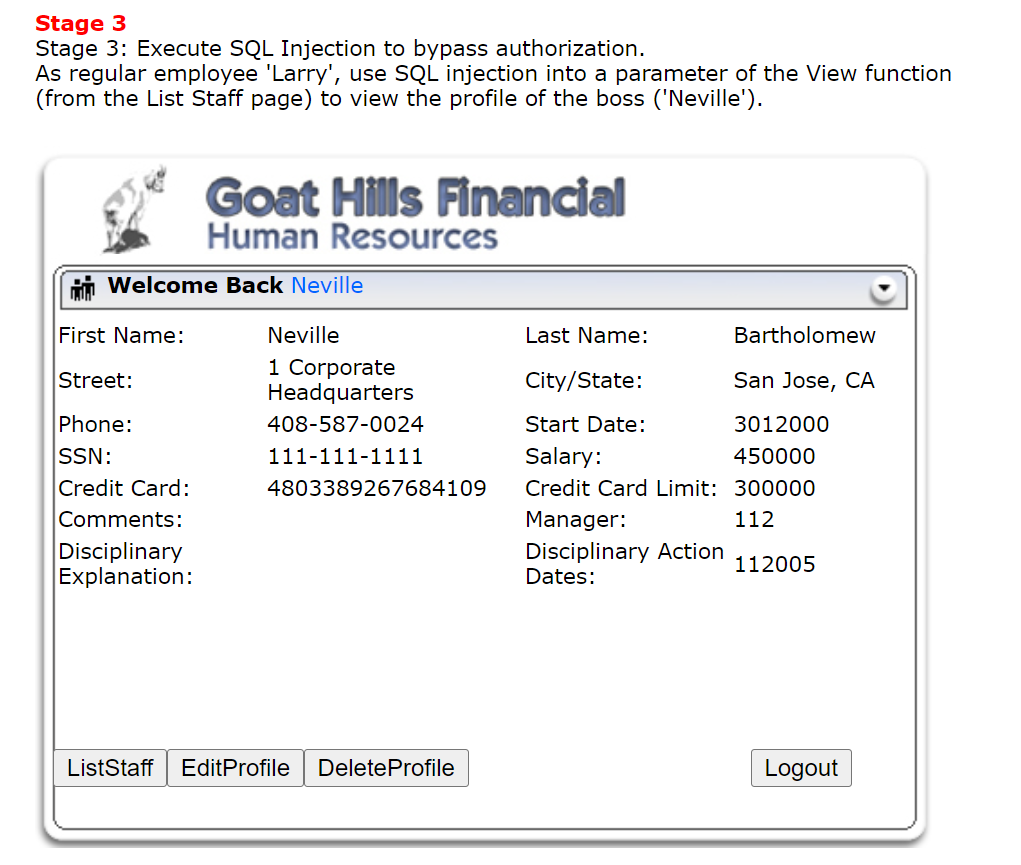 Stage 3
Stage 3: Execute SQL Injection to bypass authorization.
As regular employee 'Larry', use SQL injection into a parameter of the View function
(from the List Staff page) to view the profile of the boss ('Neville').
Goat Hills Financial
Human Resources
Welcome Back Neville
First Name: Neville Last Name: Bartholomew
Street: 1 Corporate Headquarters City/State: San Jose, CA
Phone: 408-587-0024 Start Date: 3012000
SSN: 111-111-1111 Salary: 450000
Credit Card: 4803389267684109 Credit Card Limit: 300000
Comments: Manager: 112
Disciplinary Explanation: Disciplinary Action Dates: 112005
ListStaff EditProfile DeleteProfile Logout